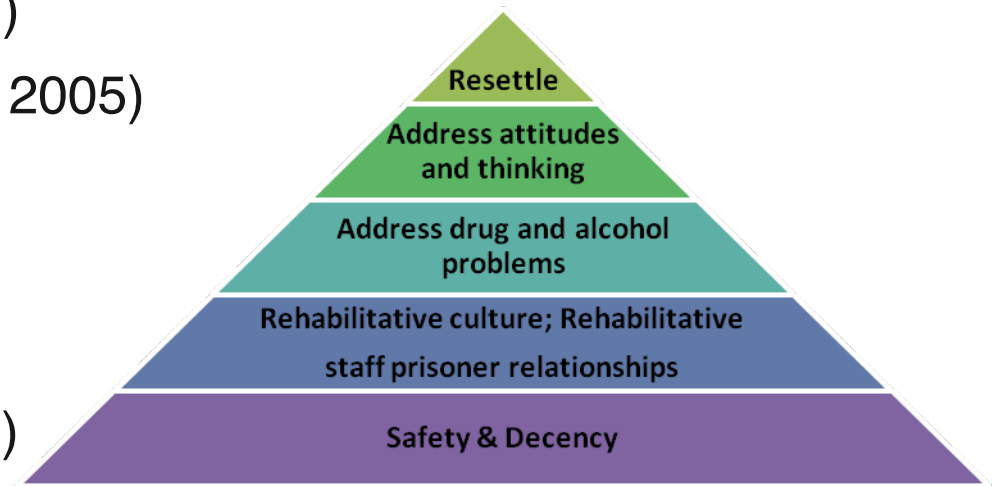 )
2005)
Resettle
Address attitudes
and thinking
Address drug and alcohol
problems
Rehabilitative culture; Rehabilitative
staff prisoner relationships
)
Safety & Decency